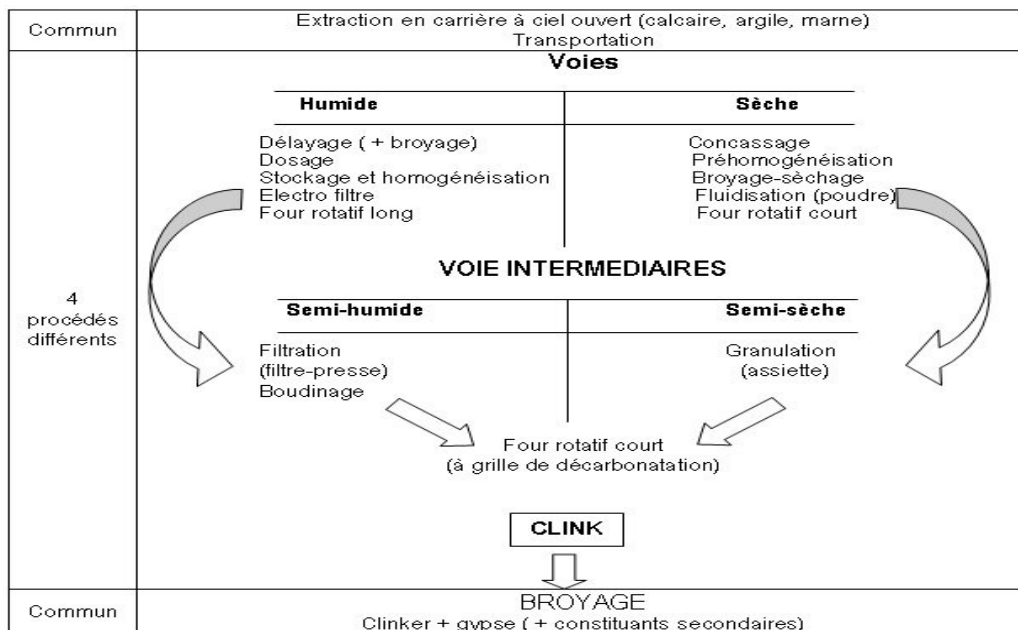 Commun
Extraction en carrière à ciel ouvert (calcaire, argile, marne)
Transportation
4
procédés
différents
Voies
Humide
Sèche
Délayage ( + broyage)
Dosage
Stockage et homogénéisation
Electro filtre
Four rotatif long
Concassage
Préhomogénéisation
Broyage-sèchage
Fluidisation (poudre)
Four rotatif court
VOIE INTERMEDIAIRES
Semi-humide
Semi-sèche
Filtration
(filtre-presse)
Boudinage
Granulation
(assiette)
Four rotatif court
(à grille de décarbonatation)
CLINK
Commun
BROYAGE
Clinker + gypse ( + constituants secondaires)